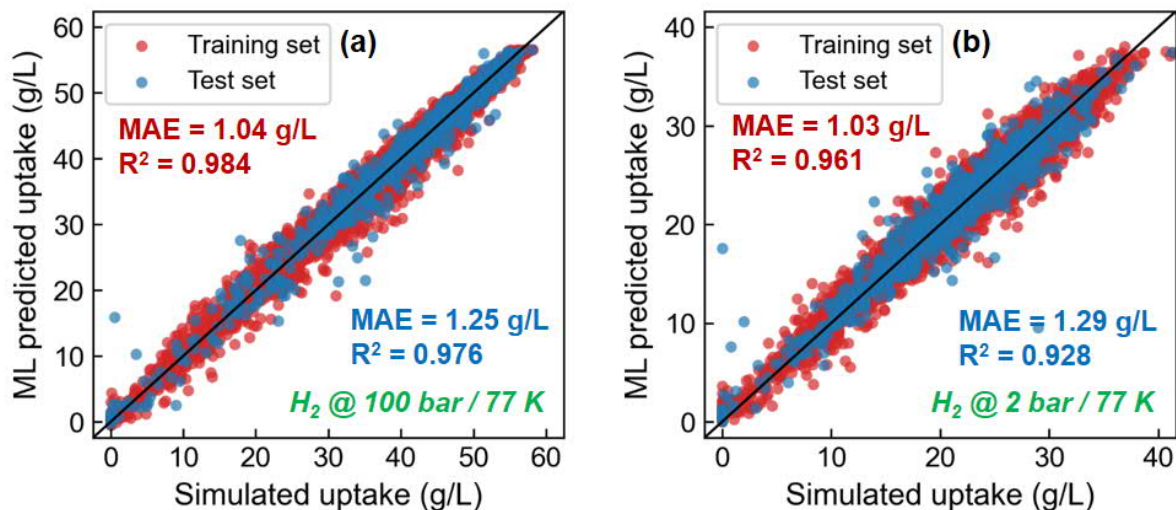 (a)
Training set
Test set
MAE = 1.04 g/L
R² = 0.984
MAE = 1.25 g/L
R² = 0.976
H₂ @ 100 bar / 77 K
ML predicted uptake (g/L)
60
50
40
30
20
10
0
0 10 20 30 40 50 60
Simulated uptake (g/L)
(b)
Training set
Test set
MAE = 1.03 g/L
R² = 0.961
MAE = 1.29 g/L
R² = 0.928
H₂ @ 2 bar / 77 K
ML predicted uptake (g/L)
40
30
20
10
0
0 10 20 30 40
Simulated uptake (g/L)